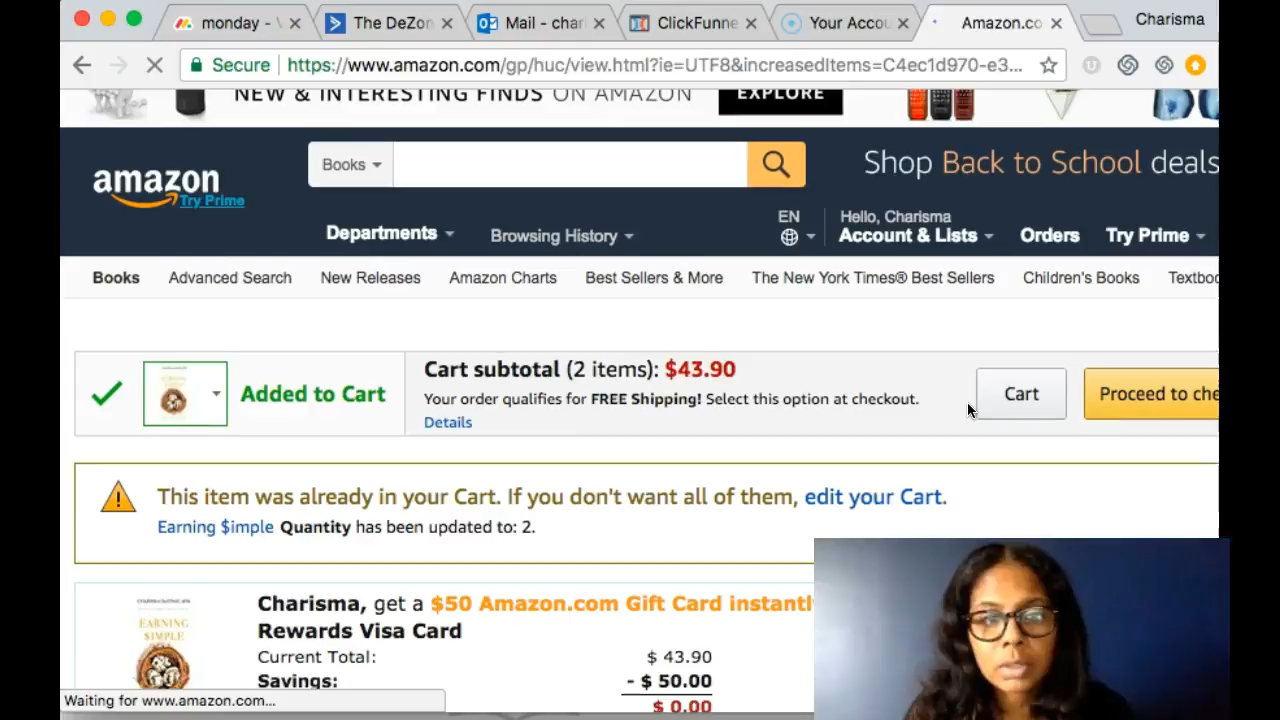 monday - 
The DeZon
Mail - char
ClickFunne
Your Accou
Amazon.co
Charisma
Secure
https://www.amazon.com/gp/huc/view.html?ie=UTF8&increasedItems=C4ec1d970-e3...
NEW & INTERESTING FINDS ON AMAZON
EXPLORE
amazon
Try Prime
Books
Shop Back to School deals
Departments
Browsing History
EN
Hello, Charisma
Account & Lists
Orders
Try Prime
Books
Advanced Search
New Releases
Amazon Charts
Best Sellers & More
The New York Times® Best Sellers
Children's Books
Textboo
Added to Cart
Cart subtotal (2 items): $43.90
Your order qualifies for FREE Shipping! Select this option at checkout.
Details
Cart
Proceed to che
This item was already in your Cart. If you don't want all of them, edit your Cart.
Earning $imple Quantity has been updated to: 2.
EARNING
$IMPLE
Charisma, get a $50 Amazon.com Gift Card instantly
Rewards Visa Card
Current Total: $ 43.90
Savings: - $ 50.00
$ 0.00
Waiting for www.amazon.com...